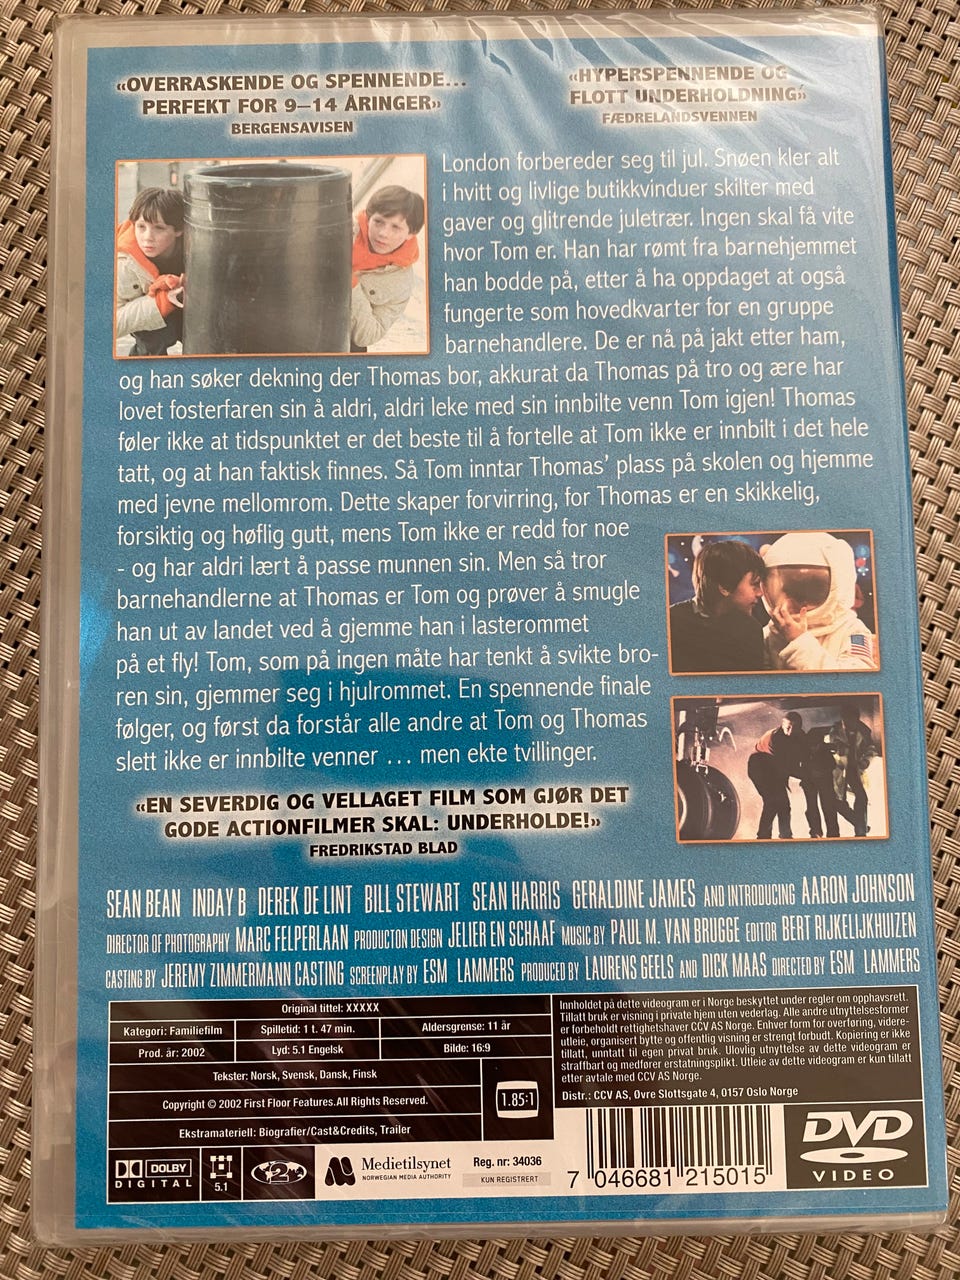 «OVERRASKENDE OG SPENNENDE...
PERFEKT FOR 9–14 ÅRINGER»
BERGENSAVISEN
«HYPERSPENNENDE OG
FLOTT UNDERHOLDNING»
FÆDRELANDSVENNEN
London forbereder seg til jul. Snøen kler alt
i hvitt og livlige butikkvinduer skilter med
gaver og glitrende juletrær. Ingen skal få vite
hvor Tom er. Han har rømt fra barnehjemmet
han bodde på, etter å ha oppdaget at også
fungerte som hovedkvarter for en gruppe
barnehandlere. De er nå på jakt etter ham,
og han søker dekning der Thomas bor, akkurat da Thomas på tro og ære har
lovet fosterfaren sin å aldri, aldri leke med sin innbilte venn Tom igjen! Thomas
føler ikke at tidspunktet er det beste til å fortelle at Tom ikke er innbilt i det hele
tatt, og at han faktisk finnes. Så Tom inntar Thomas' plass på skolen og hjemme
med jevne mellomrom. Dette skaper forvirring, for Thomas er en skikkelig,
forsiktig og høflig gutt, mens Tom ikke er redd for noe
- og har aldri lært å passe munnen sin. Men så tror
barnehandlerne at Thomas er Tom og prøver å smugle
han ut av landet ved å gjemme han i lasterommet
på et fly! Tom, som på ingen måte har tenkt å svikte bro-
ren sin, gjemmer seg i hjulrommet. En spennende finale
følger, og først da forstår alle andre at Tom og Thomas
slett ikke er innbilte venner ... men ekte tvillinger.
«EN SEVERDIG OG VELLAGET FILM SOM GJØR DET
GODE ACTIONFILMER SKAL: UNDERHOLDE!»
FREDRIKSTAD BLAD
SEAN BEAN INDAY B DEREK DE LINT BILL STEWART SEAN HARRIS GERALDINE JAMES AND INTRODUCING AARON JOHNSON
DIRECTOR OF PHOTOGRAPHY MARC FELPERLAAN PRODUCTON DESIGN JELIER EN SCHAAF MUSIC BY PAUL M. VAN BRUGGE EDITOR BERT RIJKELIJKHUIZEN
CASTING BY JEREMY ZIMMERMANN CASTING SCREENPLAY BY ESM LAMMERS PRODUCED BY LAURENS GEELS AND DICK MAAS DIRECTED BY ESM LAMMERS
Original tittel: XXXXX
Kategori: Familiefilm
Spilletid: 1 t. 47 min.
Aldersgrense: 11 år
Prod. år: 2002
Lyd: 5.1 Engelsk
Bilde: 16:9
Tekster: Norsk, Svensk, Dansk, Finsk
Copyright © 2002 First Floor Features.All Rights Reserved.
1.85:1
Ekstramateriell: Biografier/Cast&Credits, Trailer
Innholdet på dette videogram er i Norge beskyttet under regler om opphavsrett.
Tillatt bruk er visning i private hjem uten vederlag. Alle andre utnyttelsesformer
er forbeholdt rettighetshaver CCV AS Norge. Enhver form for overføring, videre-
utleie, organisert bytte og offentlig visning er strengt forbudt. Kopiering er ikke
tillatt, unntatt til egen privat bruk. Ulovlig utnyttelse av dette videogram er
straffbart og medfører erstatningsplikt. Utleie av dette videogram er kun tillatt
etter avtale med CCV AS Norge.
Distr.: CCV AS, Øvre Slottsgate 4, 0157 Oslo Norge
DOLBY
DIGITAL
5.1
2
Medietilsynet
NORWEGIAN MEDIA AUTHORITY
Reg. nr: 34036
KUN REGISTRERT
7 046681 215015
DVD
VIDEO